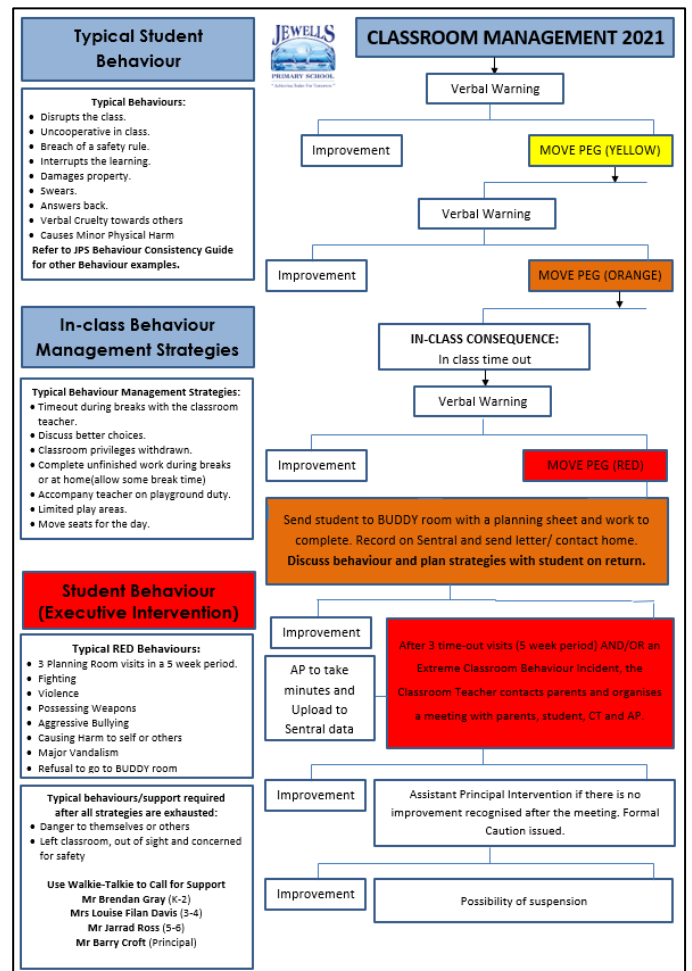 Typical Student
Behaviour
Typical Behaviours:
• Disrupts the class.
• Uncooperative in class.
• Breach of a safety rule.
• Interrupts the learning.
• Damages property.
• Swears.
• Answers back.
• Verbal Cruelty towards others
• Causes Minor Physical Harm
Refer to JPS Behaviour Consistency Guide
for other Behaviour examples.
In-class Behaviour
Management Strategies
Typical Behaviour Management Strategies:
• Timeout during breaks with the classroom
teacher.
• Discuss better choices.
• Classroom privileges withdrawn.
• Complete unfinished work during breaks
or at home(allow some break time)
• Accompany teacher on playground duty.
• Limited play areas.
• Move seats for the day.
Student Behaviour
(Executive Intervention)
Typical RED Behaviours:
• 3 Planning Room visits in a 5 week period.
• Fighting
• Violence
• Possessing Weapons
• Aggressive Bullying
• Causing Harm to self or others
• Major Vandalism
• Refusal to go to BUDDY room
Typical behaviours/support required
after all strategies are exhausted:
• Danger to themselves or others
• Left classroom, out of sight and concerned
for safety
Use Walkie-Talkie to Call for Support
Mr Brendan Gray (K-2)
Mrs Louise Filan Davis (3-4)
Mr Jarrad Ross (5-6)
Mr Barry Croft (Principal)
JEWELLS
PRIMARY SCHOOL
CLASSROOM MANAGEMENT 2021
Verbal Warning
Improvement
MOVE PEG (YELLOW)
Verbal Warning
Improvement
MOVE PEG (ORANGE)
IN-CLASS CONSEQUENCE:
In class time out
Verbal Warning
Improvement
MOVE PEG (RED)
Send student to BUDDY room with a planning sheet and work to
complete. Record on Sentral and send letter/ contact home.
Discuss behaviour and plan strategies with student on return.
Improvement
AP to take
minutes and
Upload to
Sentral data
After 3 time-out visits (5 week period) AND/OR an
Extreme Classroom Behaviour Incident, the
Classroom Teacher contacts parents and organises
a meeting with parents, student, CT and AP.
Improvement
Assistant Principal Intervention if there is no
improvement recognised after the meeting. Formal
Caution issued.
Improvement
Possibility of suspension